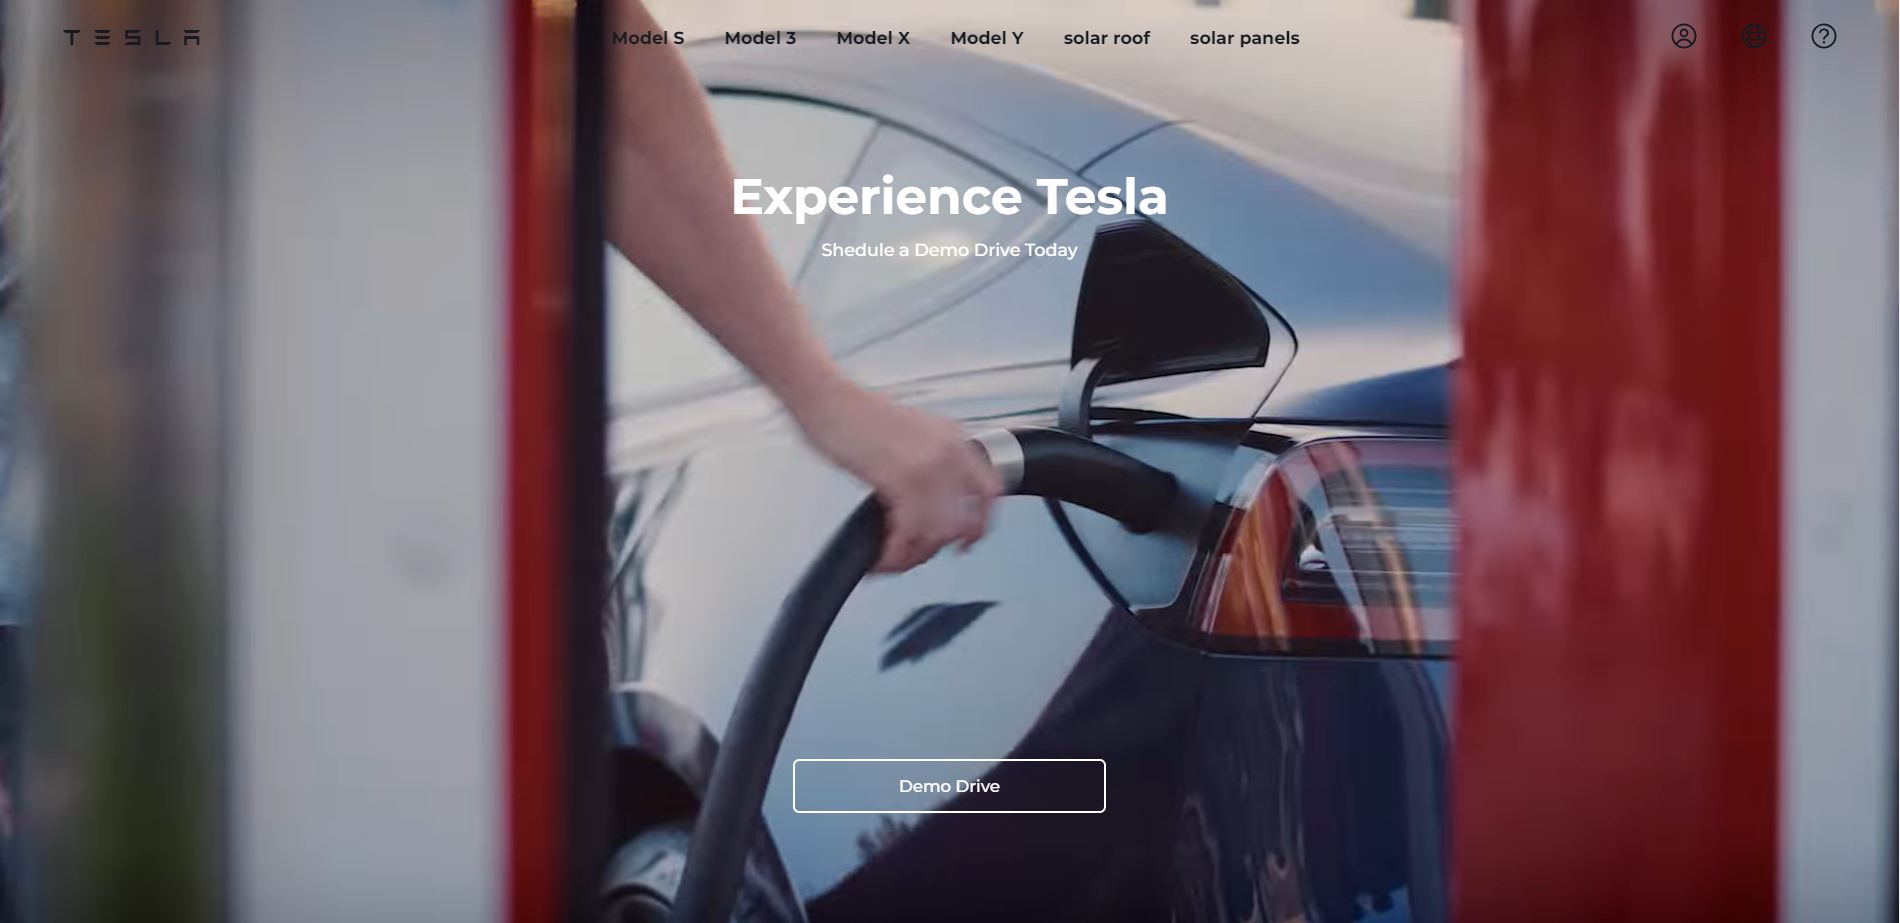 TESLA
Model S Model 3 Model X Model Y solar roof solar panels
Experience Tesla
Shedule a Demo Drive Today
Demo Drive